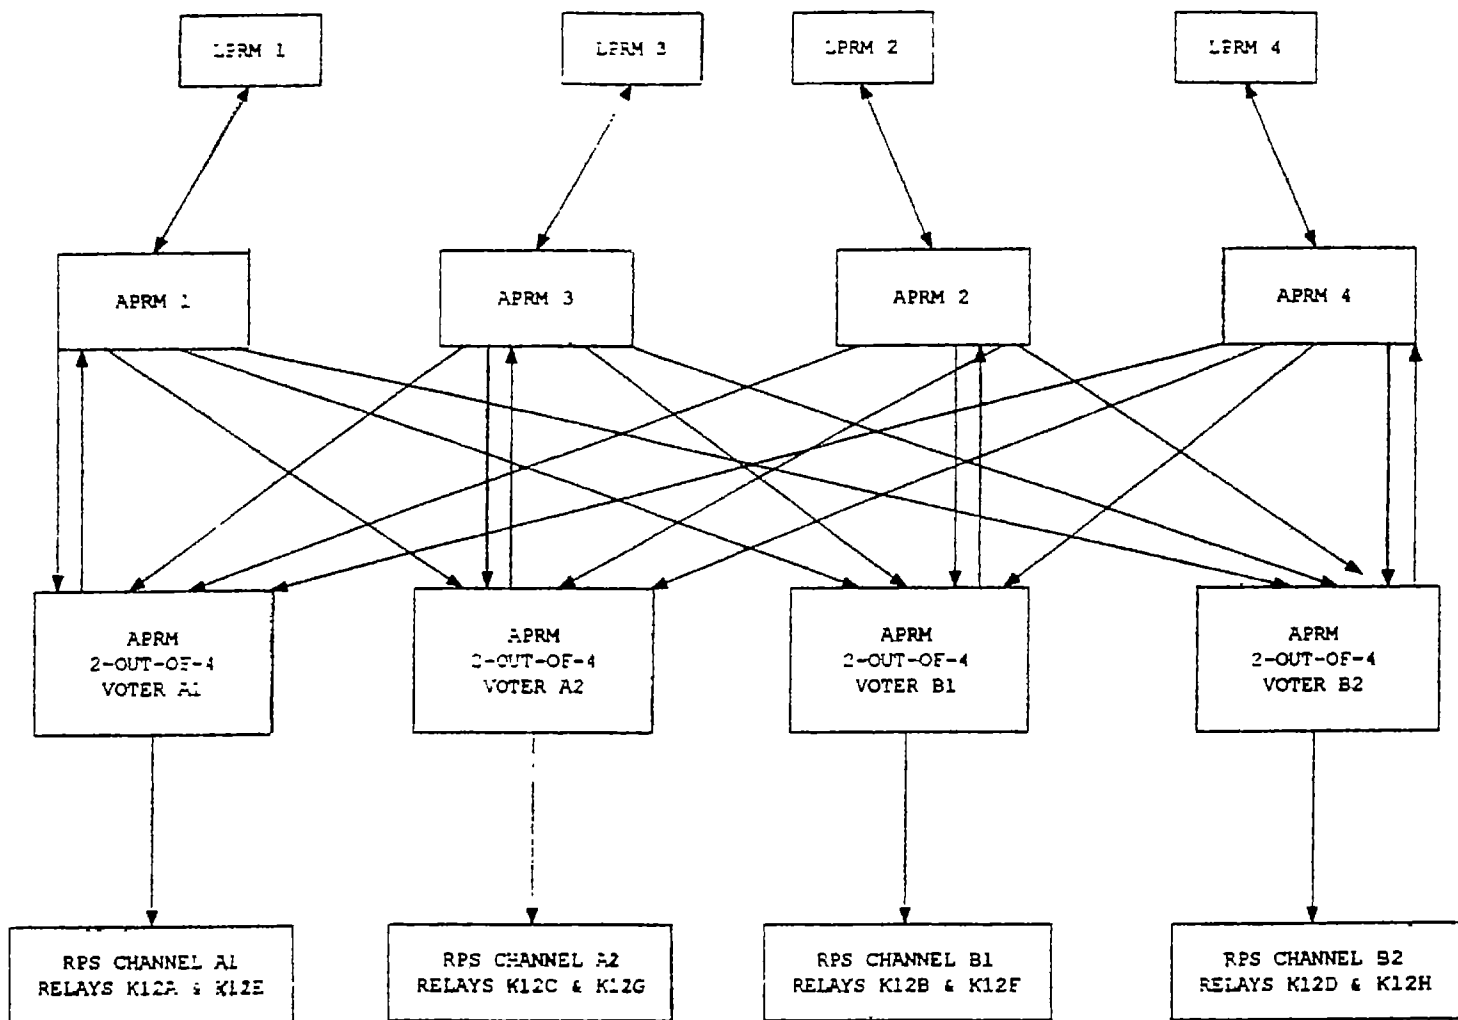 LPRM 1
LPRM 3
LPRM 2
LPRM 4
APRM 1
APRM 3
APRM 2
APRM 4
APRM
2-OUT-OF-4
VOTER A1
APRM
2-OUT-OF-4
VOTER A2
APRM
2-OUT-OF-4
VOTER B1
APRM
2-OUT-OF-4
VOTER B2
RPS CHANNEL A1
RELAYS K12A & K12E
RPS CHANNEL A2
RELAYS K12C & K12G
RPS CHANNEL B1
RELAYS K12B & K12F
RPS CHANNEL B2
RELAYS K12D & K12H